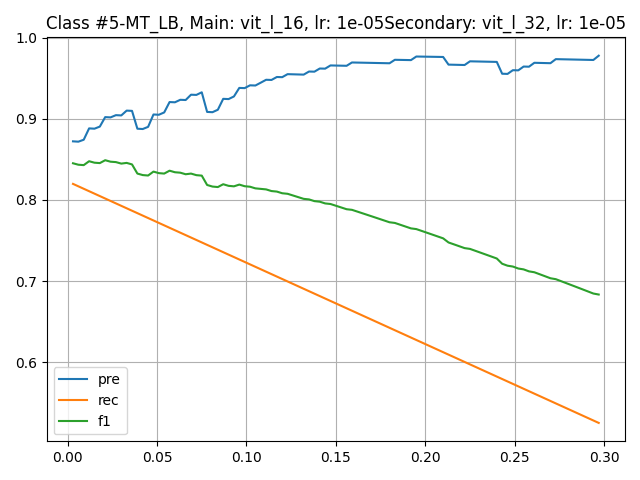 Class #5-MT_LB, Main: vit_l_16, lr: 1e-05Secondary: vit_l_32, lr: 1e-05
1.0
0.9
0.8
0.7
0.6
pre
rec
f1
0.00 0.05 0.10 0.15 0.20 0.25 0.30